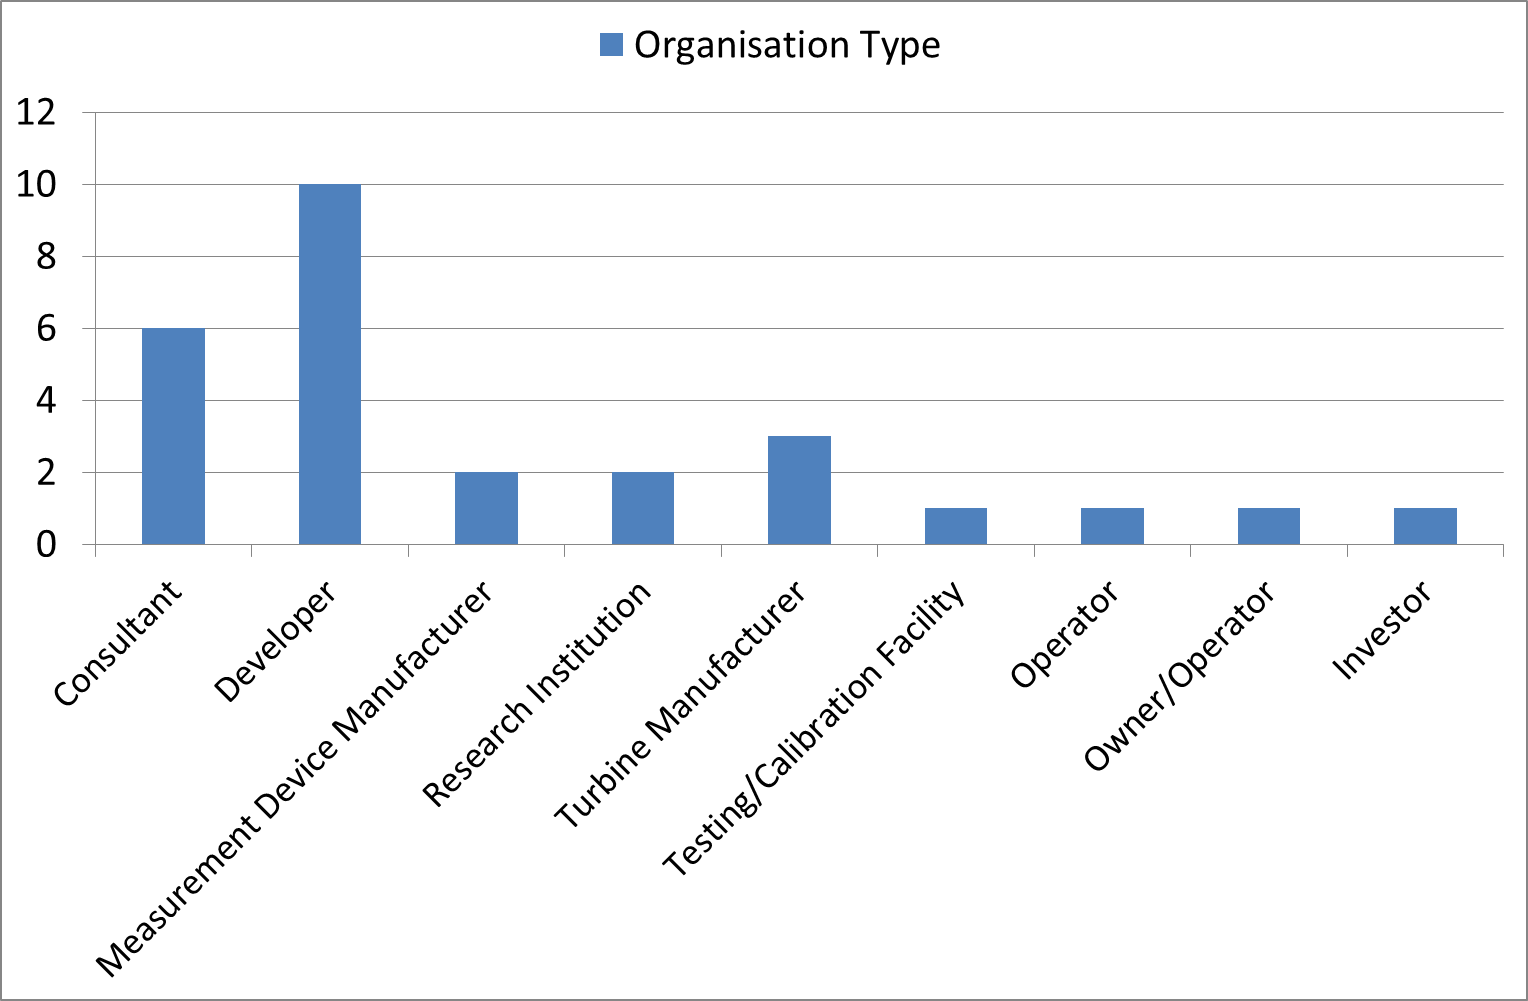 Organisation Type
12
10
8
6
4
2
0
Consultant
Developer
Measurement Device Manufacturer
Research Institution
Turbine Manufacturer
Testing/Calibration Facility
Operator
Owner/Operator
Investor